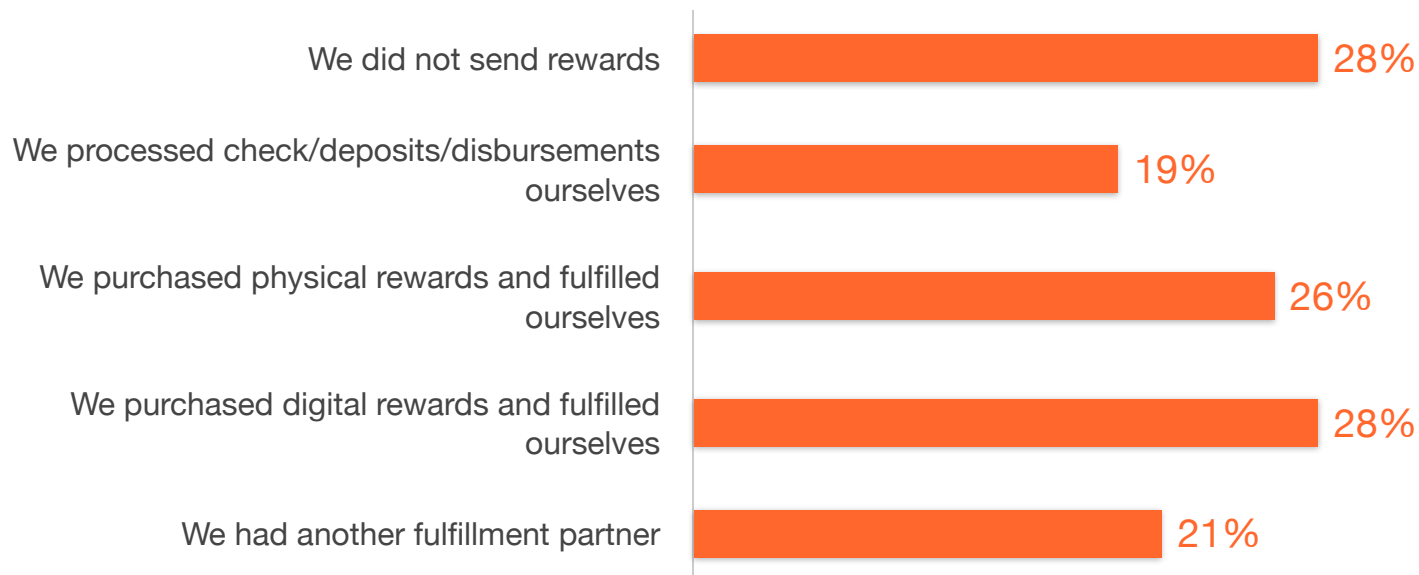 We did not send rewards
28%
We processed check/deposits/disbursements
ourselves
19%
We purchased physical rewards and fulfilled
ourselves
26%
We purchased digital rewards and fulfilled
ourselves
28%
We had another fulfillment partner
21%